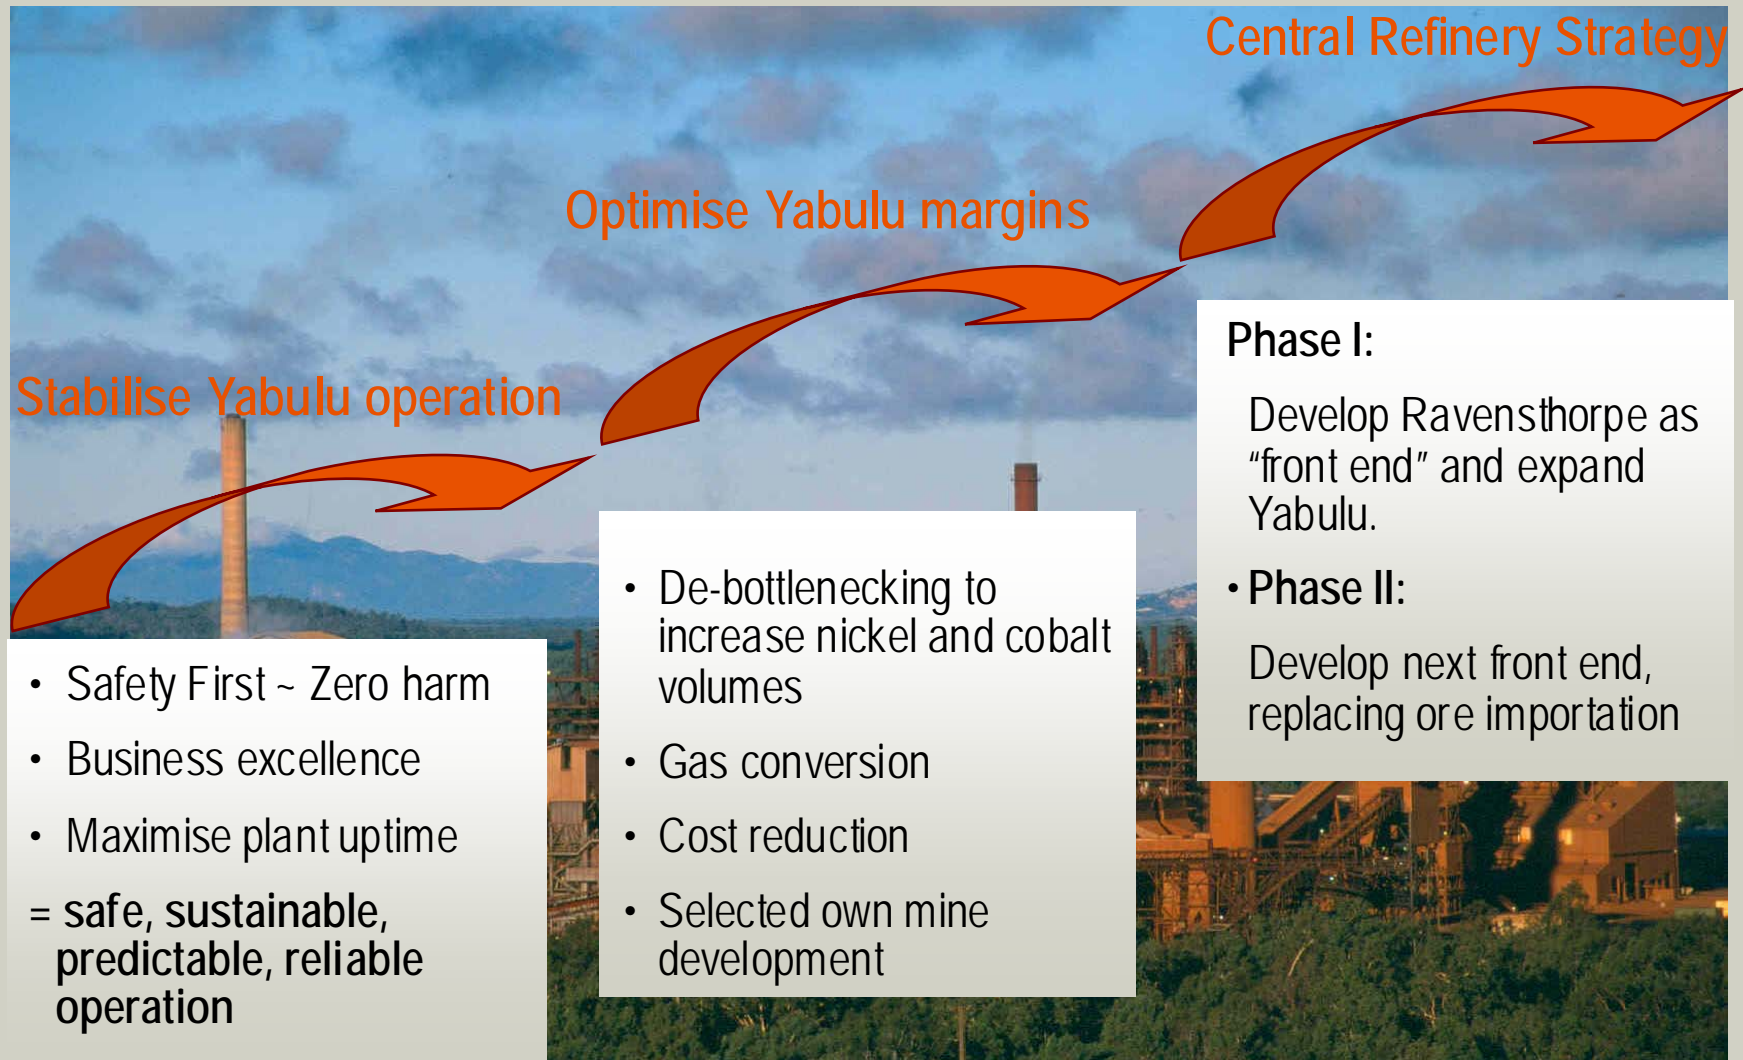 Central Refinery Strategy
Optimise Yabulu margins
Stabilise Yabulu operation
• Safety First ~ Zero harm
• Business excellence
• Maximise plant uptime
= safe, sustainable,
predictable, reliable
operation
• De-bottlenecking to
increase nickel and cobalt
volumes
• Gas conversion
• Cost reduction
• Selected own mine
development
Phase I:
Develop Ravensthorpe as
“front end” and expand
Yabulu.
• Phase II:
Develop next front end,
replacing ore importation